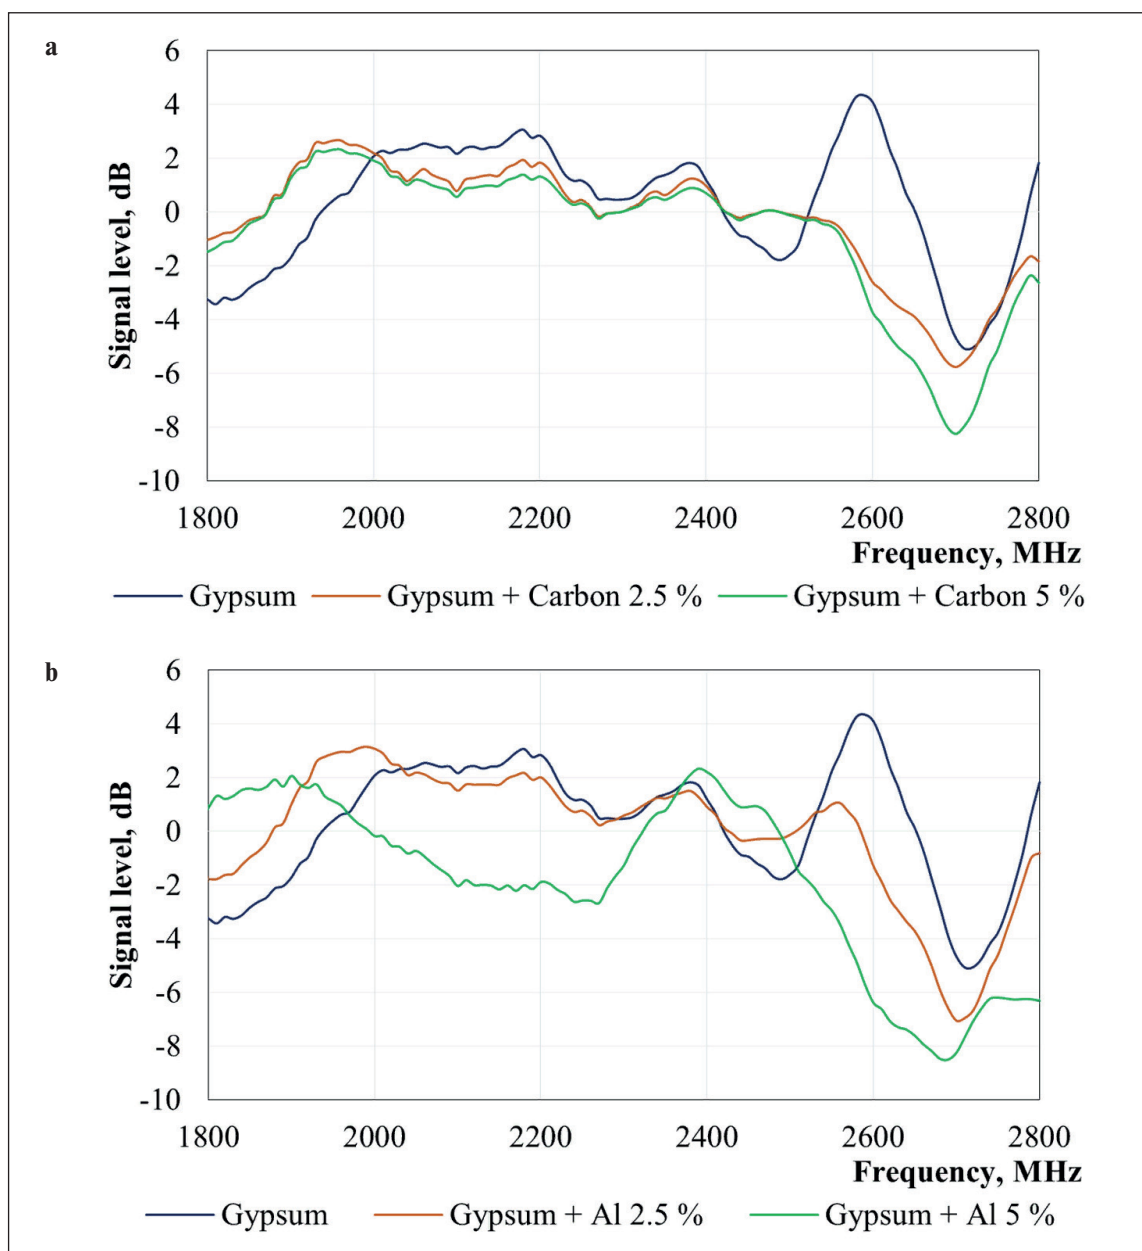 a
Signal level, dB
6
4
2
0
-2
-4
-6
-8
-10
1800 2000 2200 2400 2600 2800
Frequency, MHz
Gypsum Gypsum + Carbon 2.5 % Gypsum + Carbon 5 %
b
Signal level, dB
6
4
2
0
-2
-4
-6
-8
-10
1800 2000 2200 2400 2600 2800
Frequency, MHz
Gypsum Gypsum + Al 2.5 % Gypsum + Al 5 %